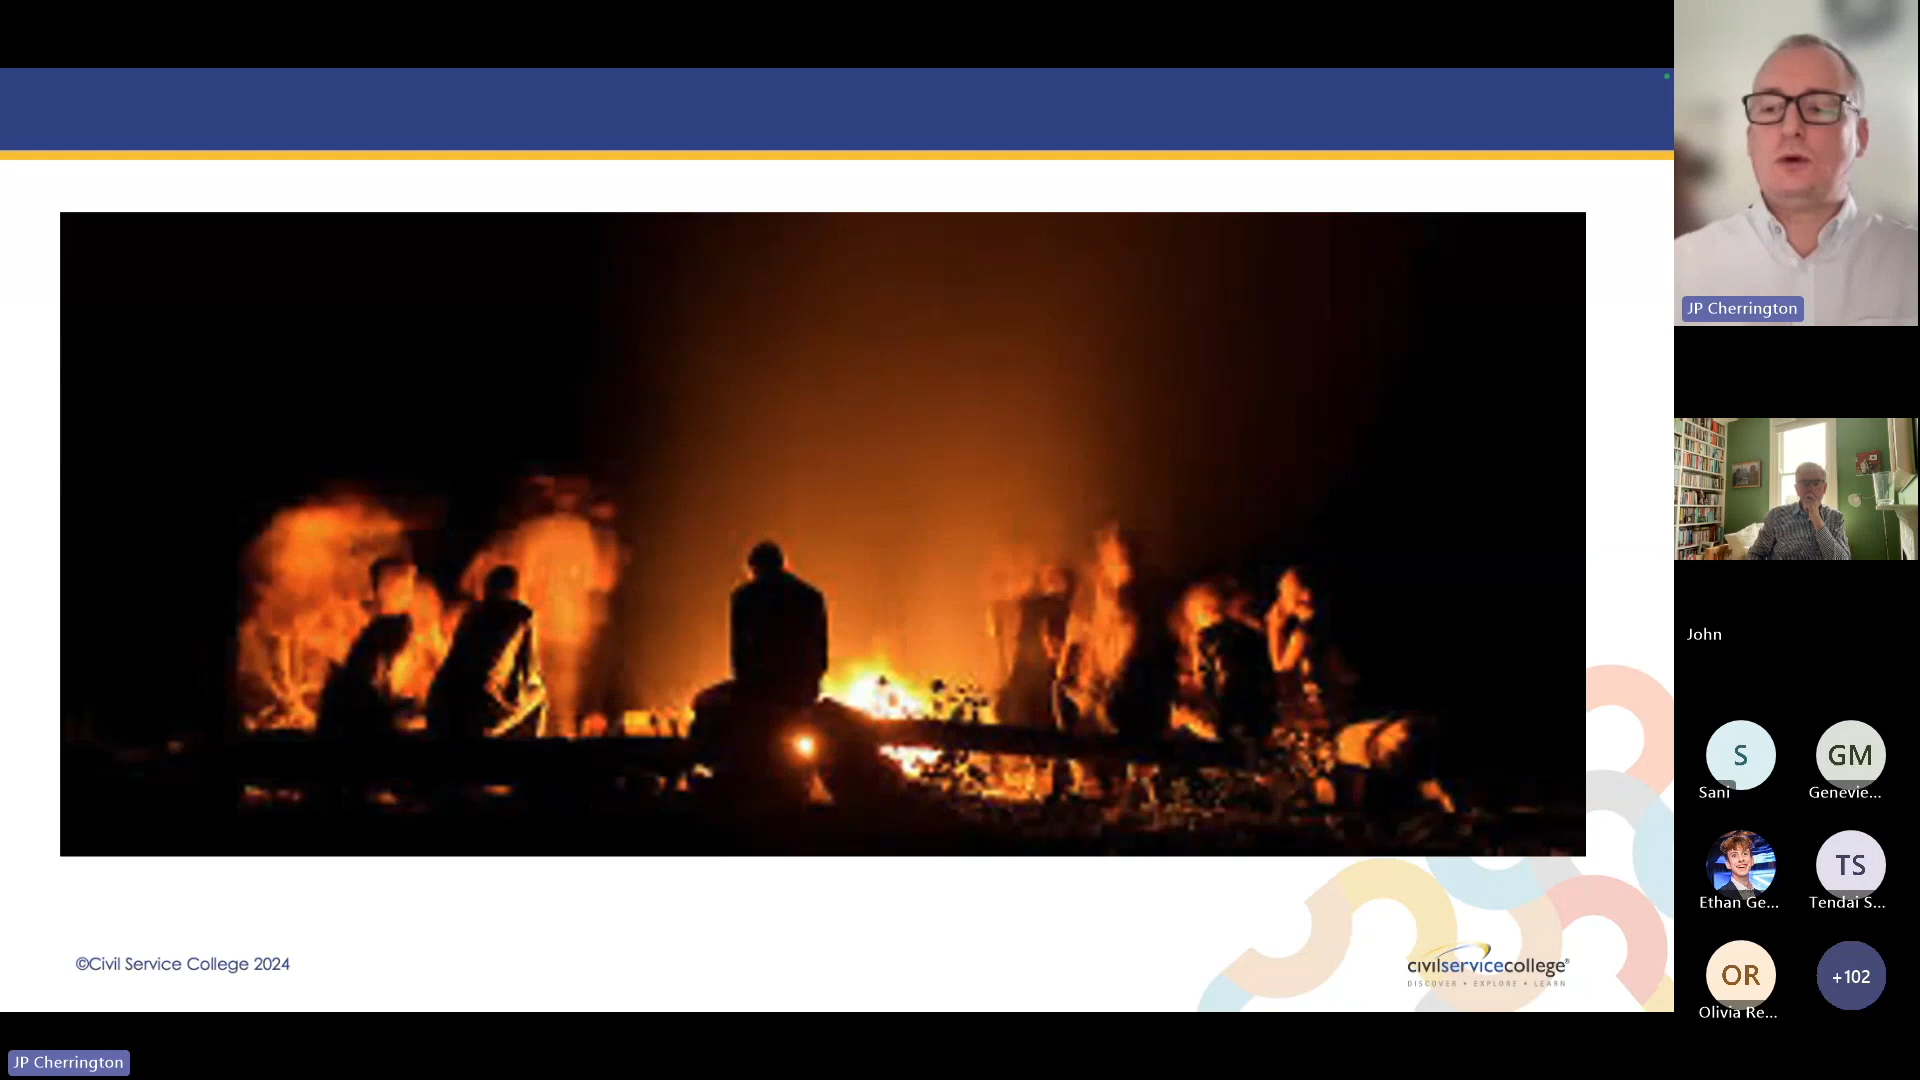 JP Cherrington
John
S
GM
Sani
Genevie...
TS
Ethan Ge...
Tendai S...
OR
+102
Olivia Re...
©Civil Service College 2024
civilservicecollege®
DISCOVER • EXPLORE • LEARN
JP Cherrington